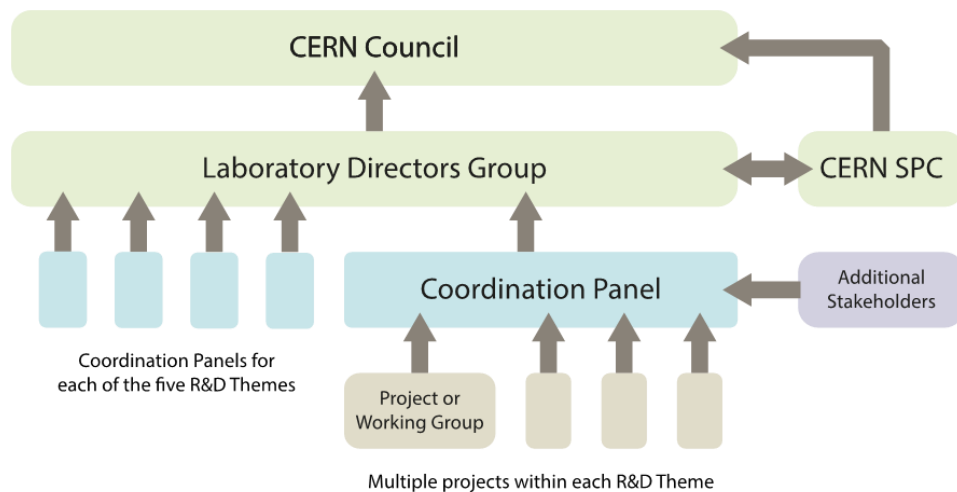 CERN Council
Laboratory Directors Group
CERN SPC
Coordination Panel
Additional
Stakeholders
Coordination Panels for
each of the five R&D Themes
Project or
Working Group
Multiple projects within each R&D Theme